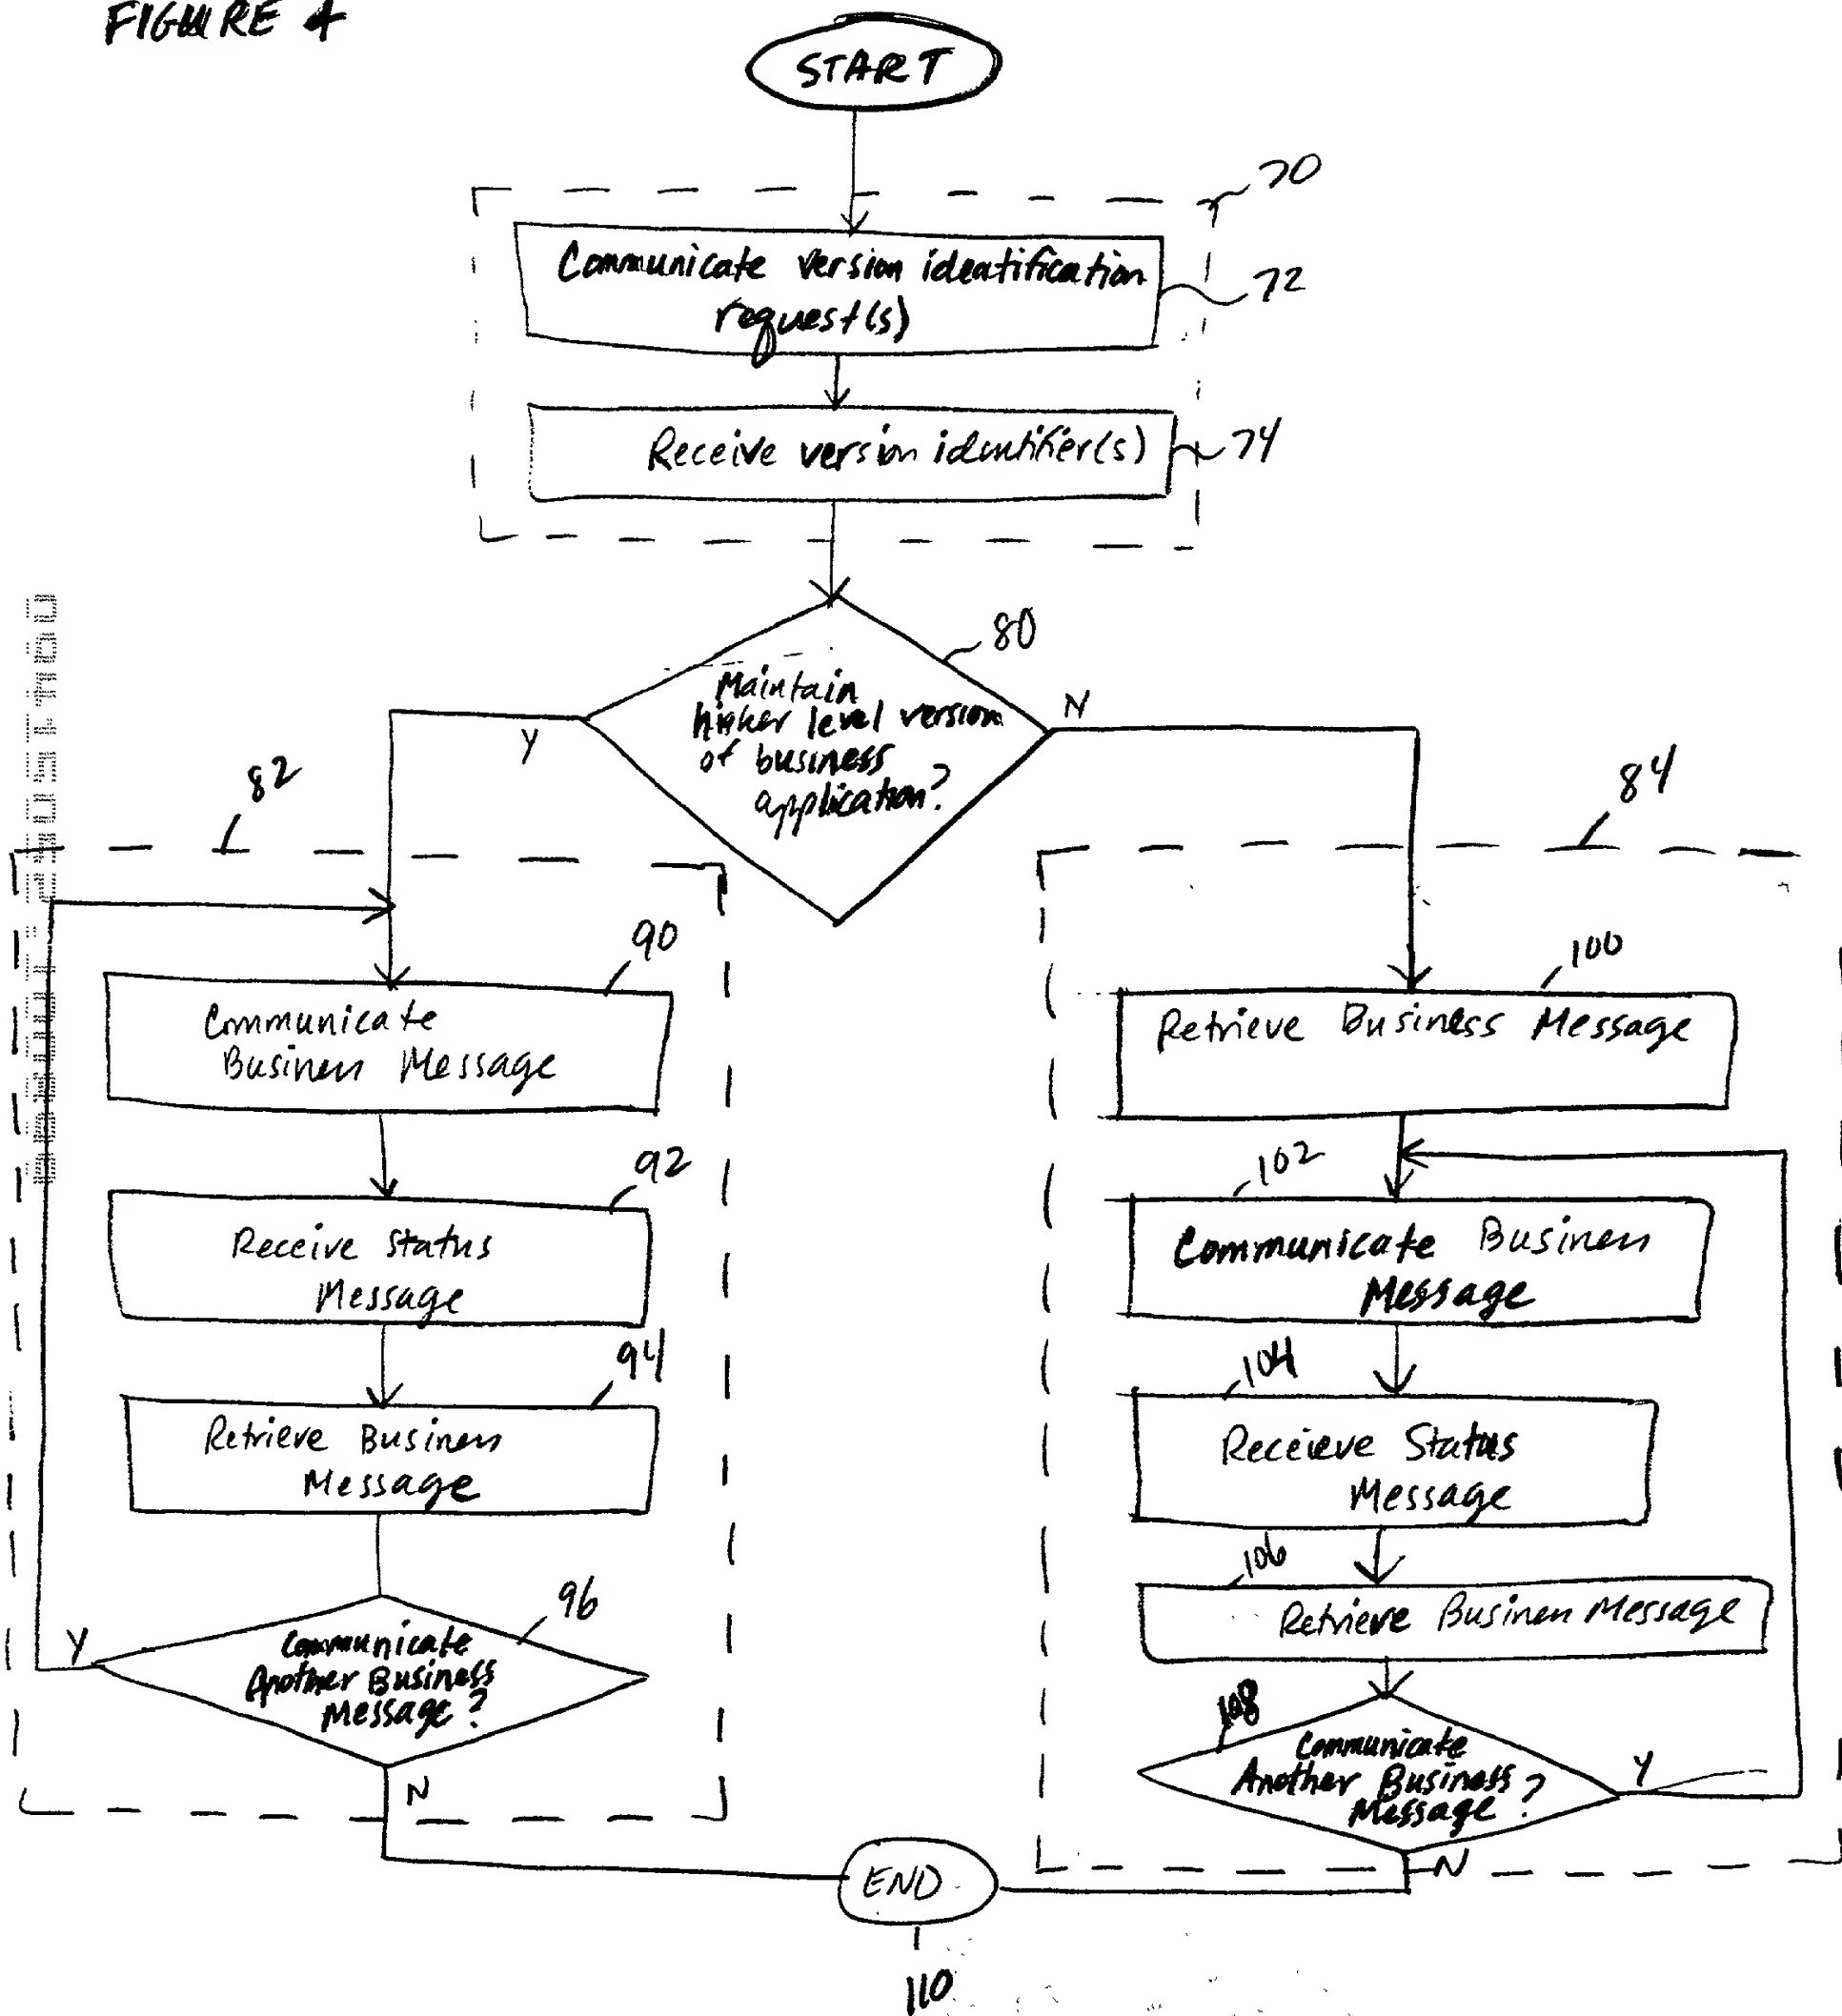 FIGURE 4
START
70
Communicate version identification
request(s)
72
Receive version identifier(s)
74
80
Maintain
higher level version
of business
application?
Y
N
82
84
90
Communicate
Business Message
92
Receive Status
Message
94
Retrieve Business
Message
96
Communicate
Another Business
Message?
Y
N
100
Retrieve Business Message
102
Communicate Business
Message
104
Receieve Status
Message
106
Retrieve Business Message
108
Communicate
Another Business
Message?
Y
N
END
110